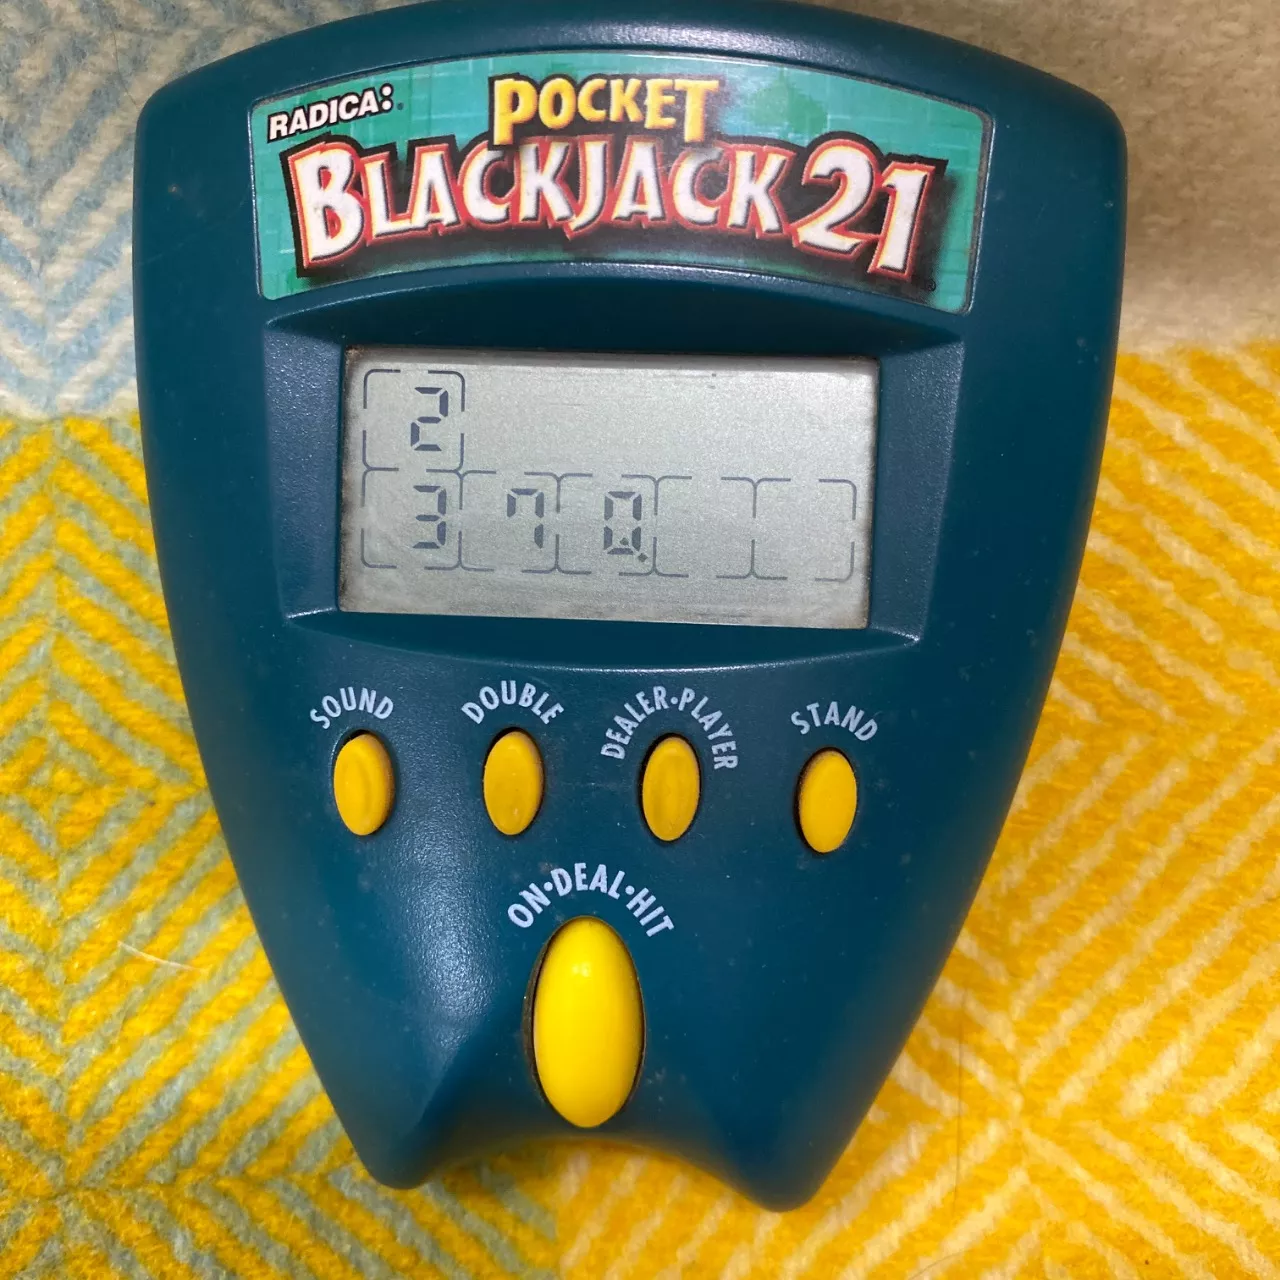 RADICA:
POCKET
BLACKJACK 21
2
3 7 Q
SOUND
DOUBLE
DEALER·PLAYER
STAND
ON·DEAL·HIT